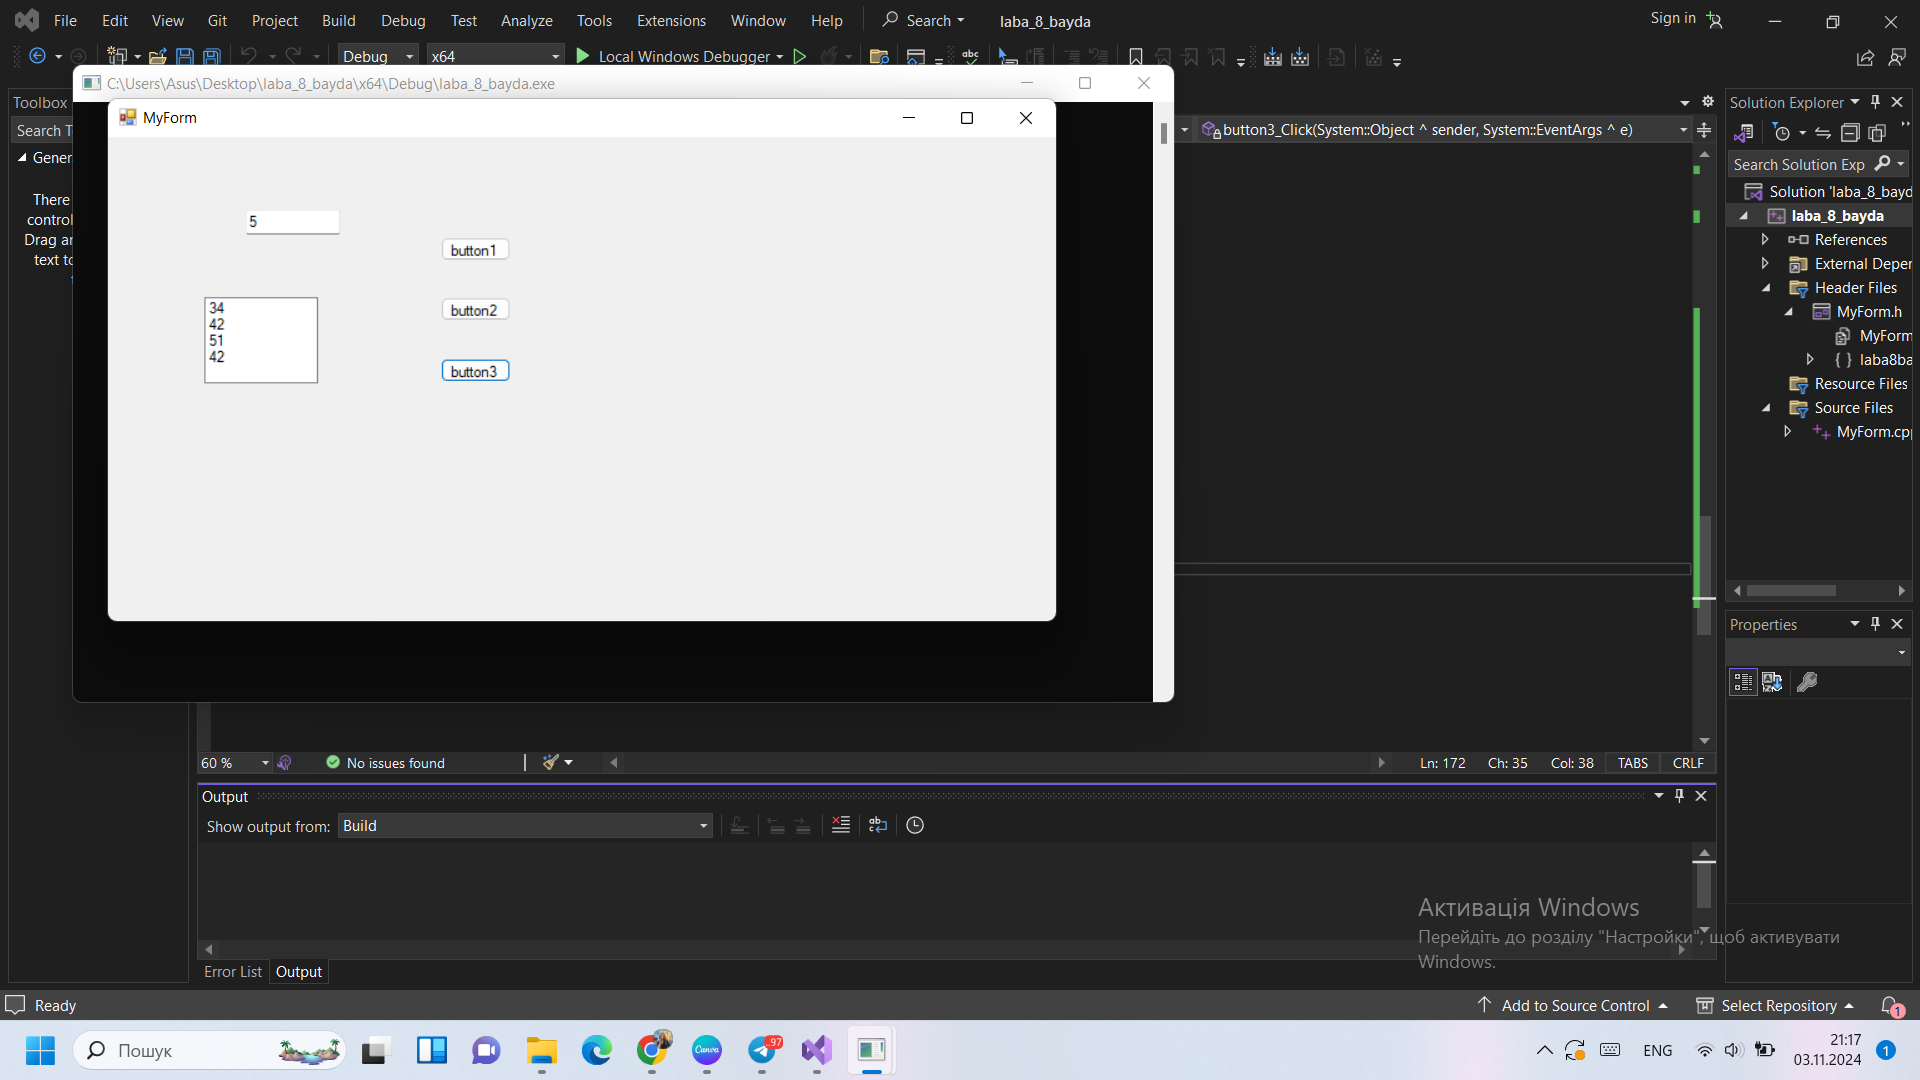 File Edit View Git Project Build Debug Test Analyze Tools Extensions Window Help Search laba_8_bayda Sign in
Debug x64 Local Windows Debugger
C:\Users\Asus\Desktop\laba_8_bayda\x64\Debug\laba_8_bayda.exe
Toolbox
Search T
Gener
There
control
Drag an
text to
MyForm
5
button1
button2
button3
34
42
51
42
button3_Click(System::Object ^ sender, System::EventArgs ^ e)
Solution Explorer
Search Solution Exp
Solution 'laba_8_bayd
laba_8_bayda
References
External Deper
Header Files
MyForm.h
MyForm
laba8ba
Resource Files
Source Files
MyForm.cp
Properties
60 % No issues found Ln: 172 Ch: 35 Col: 38 TABS CRLF
Output
Show output from: Build
Error List Output
Активація Windows
Перейдіть до розділу "Настройки", щоб активувати
Windows.
Ready Add to Source Control Select Repository 1
Пошук
Canva
97
ENG
21:17
03.11.2024
1